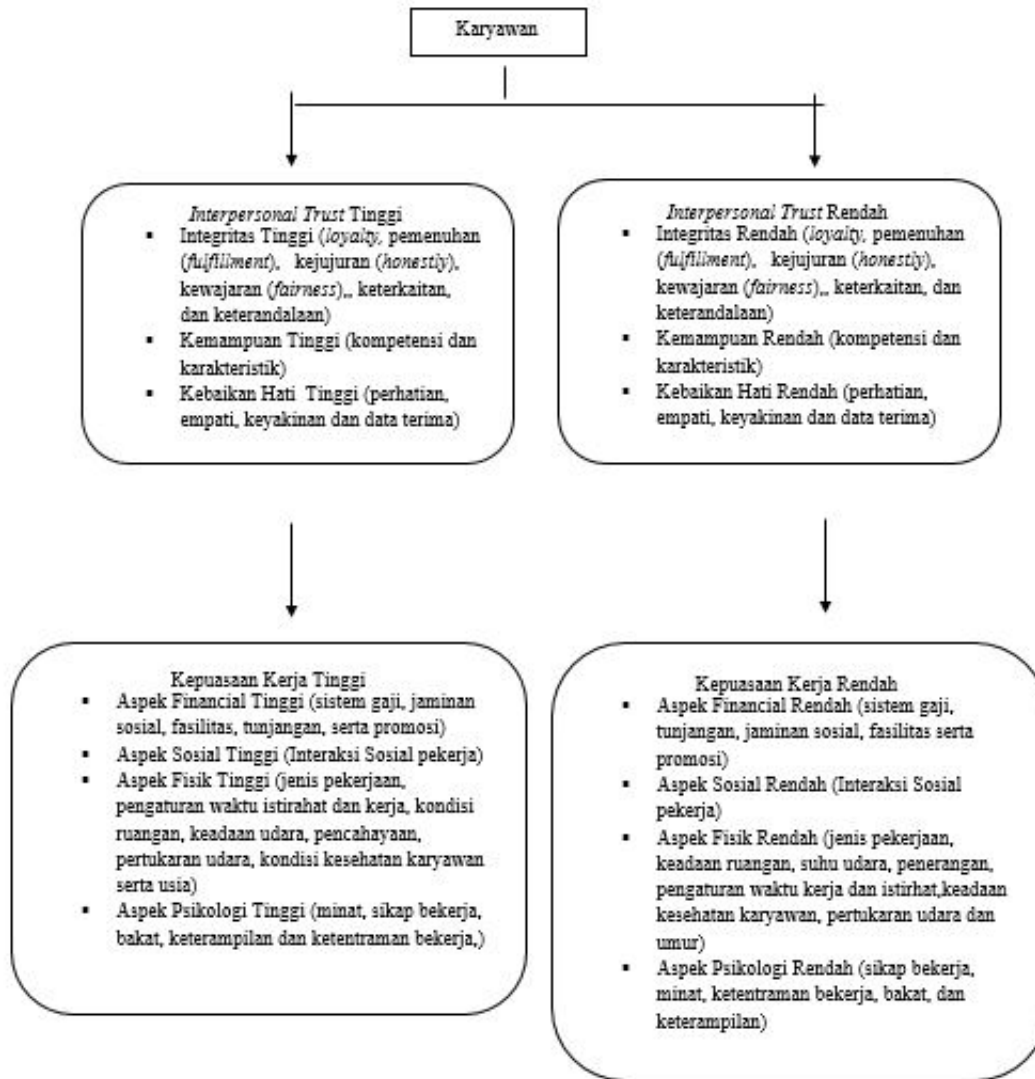 Karyawan
Interpersonal Trust Tinggi
▪ Integritas Tinggi (loyalty, pemenuhan
(fulfillment), kejujuran (honestly),
kewajaran (fairness),, keterkaitan,
dan keterandalaan)
▪ Kemampuan Tinggi (kompetensi dan
karakteristik)
▪ Kebaikan Hati Tinggi (perhatian,
empati, keyakinan dan data terima)
Interpersonal Trust Rendah
▪ Integritas Rendah (loyalty, pemenuhan
(fulfillment), kejujuran (honestly),
kewajaran (fairness),, keterkaitan, dan
keterandalaan)
▪ Kemampuan Rendah (kompetensi dan
karakteristik)
▪ Kebaikan Hati Rendah (perhatian,
empati, keyakinan dan data terima)
Kepuasaan Kerja Tinggi
▪ Aspek Financial Tinggi (sistem gaji, jaminan
sosial, fasilitas, tunjangan, serta promosi)
▪ Aspek Sosial Tinggi (Interaksi Sosial pekerja)
▪ Aspek Fisik Tinggi (jenis pekerjaan,
pengaturan waktu istirahat dan kerja, kondisi
ruangan, keadaan udara, pencahayaan,
pertukaran udara, kondisi kesehatan karyawan
serta usia)
▪ Aspek Psikologi Tinggi (minat, sikap bekerja,
bakat, keterampilan dan ketentraman bekerja,)
Kepuasaan Kerja Rendah
▪ Aspek Financial Rendah (sistem gaji,
tunjangan, jaminan sosial, fasilitas serta
promosi)
▪ Aspek Sosial Rendah (Interaksi Sosial
pekerja)
▪ Aspek Fisik Rendah (jenis pekerjaan,
keadaan ruangan, suhu udara, penerangan,
pengaturan waktu kerja dan istirhat,keadaan
kesehatan karyawan, pertukaran udara dan
umur)
▪ Aspek Psikologi Rendah (sikap bekerja,
minat, ketentraman bekerja, bakat, dan
keterampilan)